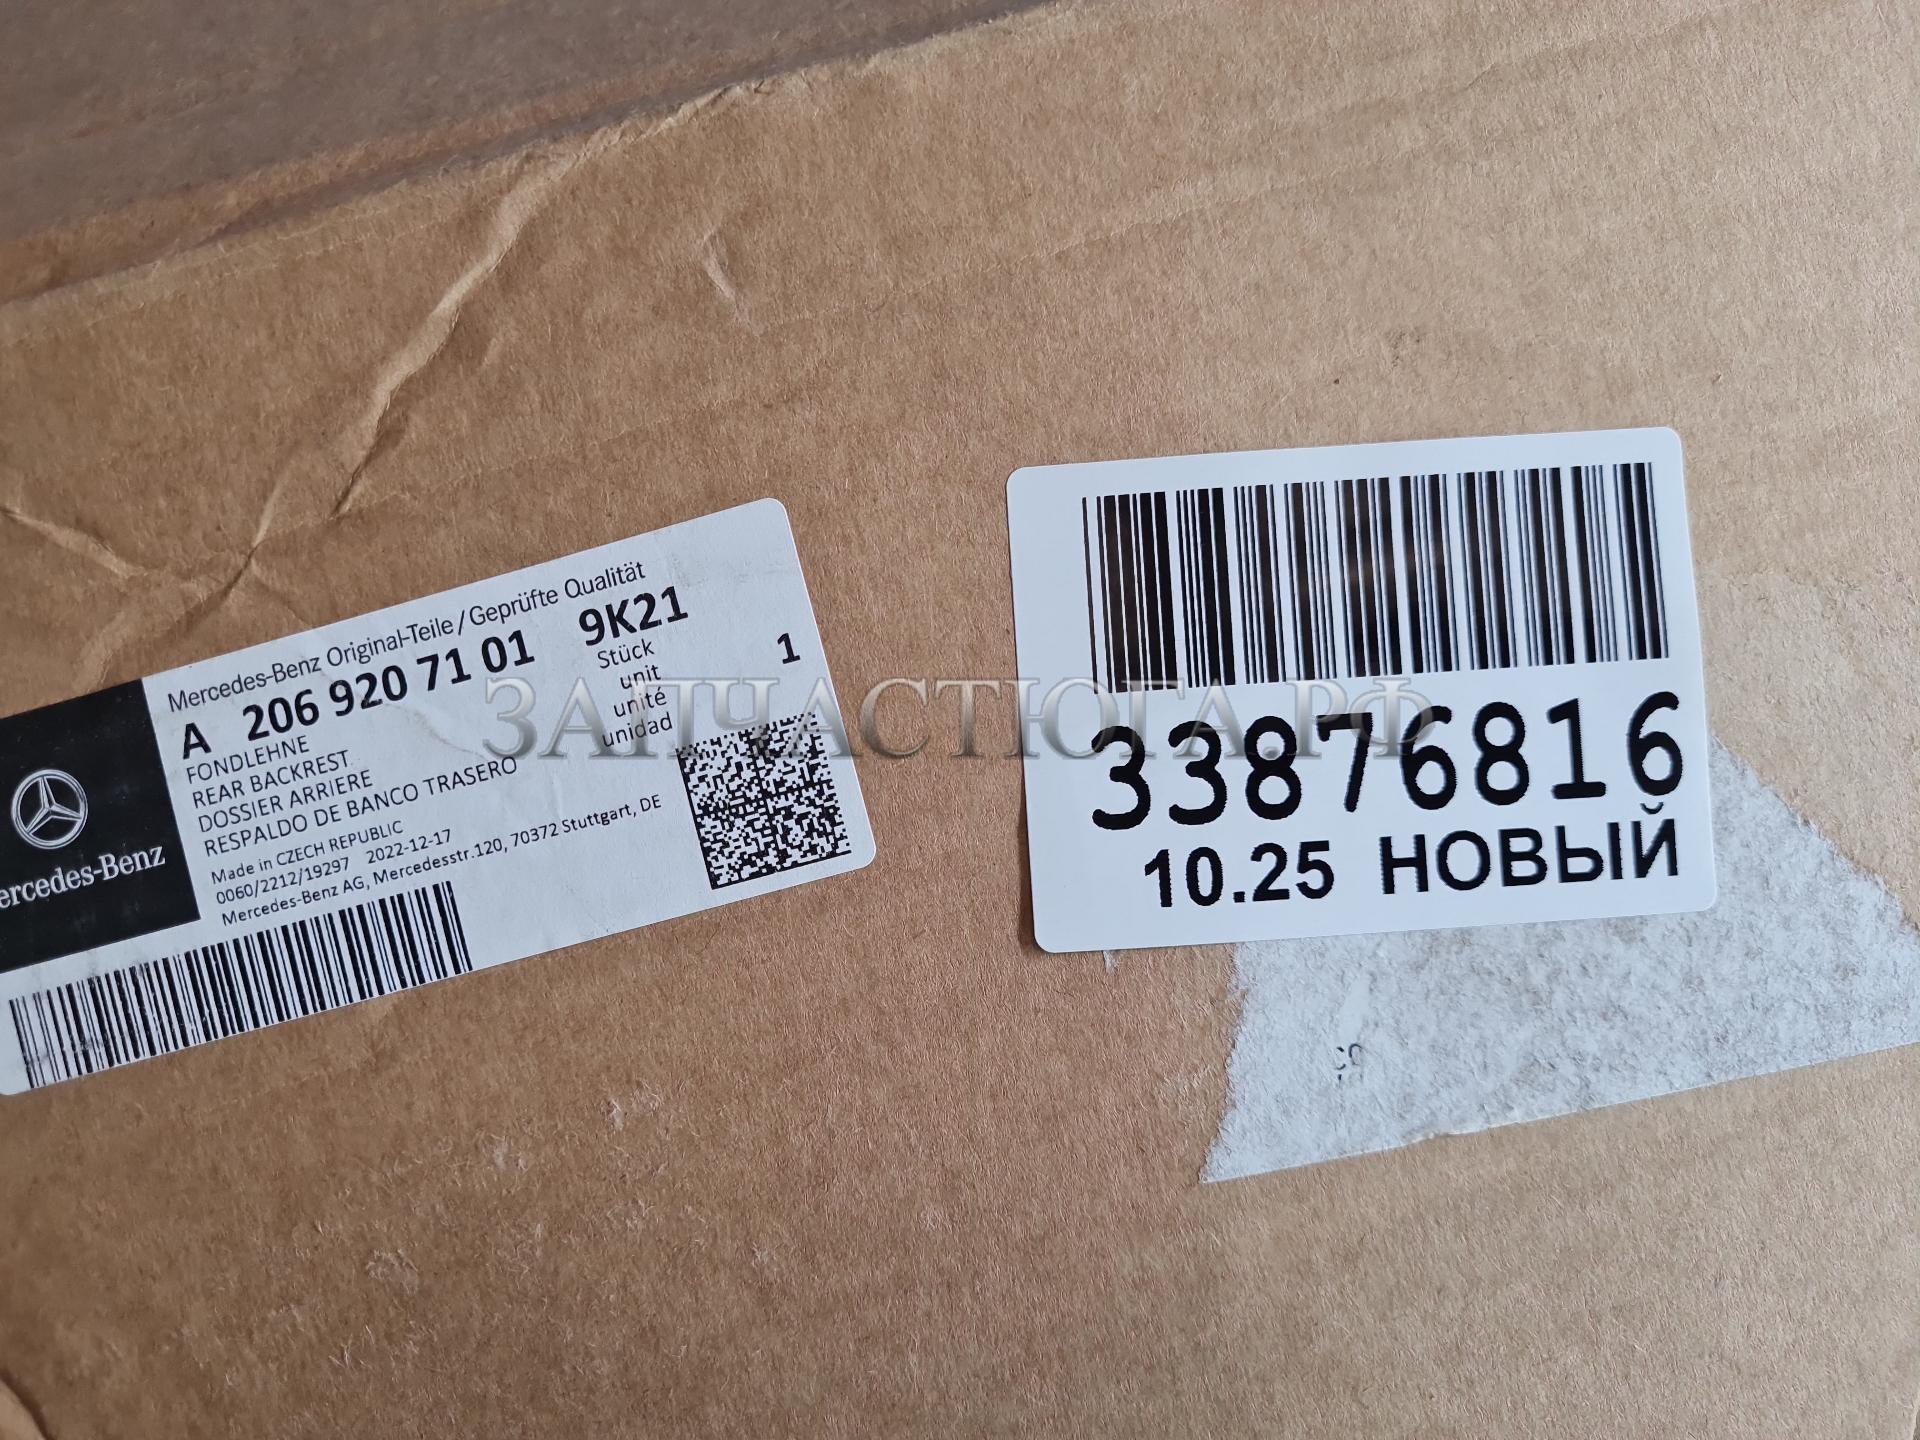 Mercedes-Benz Original-Teile/Geprüfte Qualität
A 206 920 71 01 9K21
Stück 1
unit
unité
unidad
FONDLEHNE
REAR BACKREST
DOSSIER ARRIERE
RESPALDO DE BANCO TRASERO
Made in CZECH REPUBLIC
0060/2212/19297 2022-12-17
Mercedes-Benz AG, Mercedesstr.120, 70372 Stuttgart, DE
ercedes-Benz
ЗАПЧАСТЮГА.РФ
33876816
10.25 НОВЫЙ